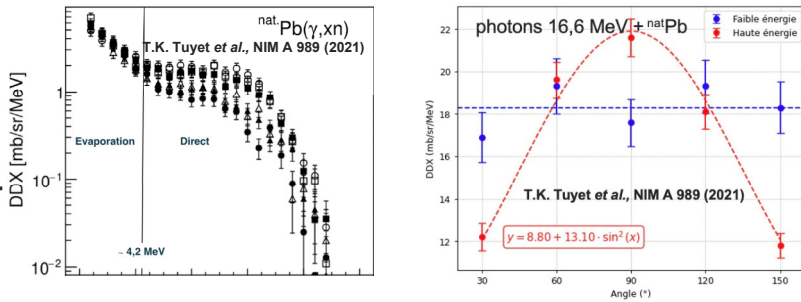 nat.Pb(γ,xn)
T.K. Tuyet et al., NIM A 989 (2021)
DDX [mb/sr/MeV]
1
10⁻¹
10⁻²
Evaporation
Direct
~ 4,2 MeV
photons 16,6 MeV + natPb
Faible énergie
Haute énergie
DDX (mb/sr/MeV)
22
20
18
16
14
12
T.K. Tuyet et al., NIM A 989 (2021)
y = 8.80 + 13.10 · sin²(x)
30
60
90
120
150
Angle (°)